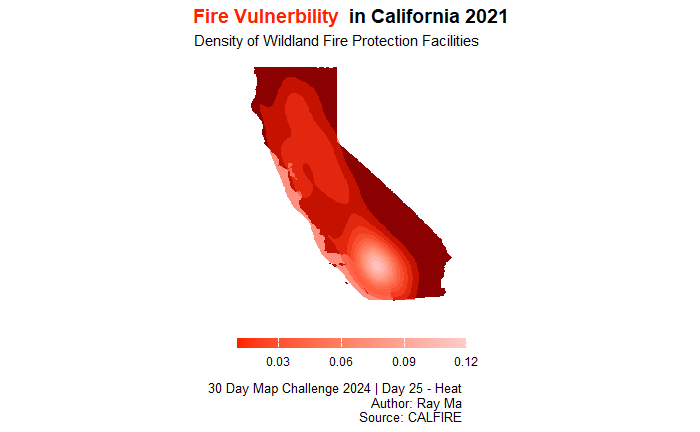 Fire Vulnerbility in California 2021
Density of Wildland Fire Protection Facilities
0.03 0.06 0.09 0.12
30 Day Map Challenge 2024 | Day 25 - Heat
Author: Ray Ma
Source: CALFIRE